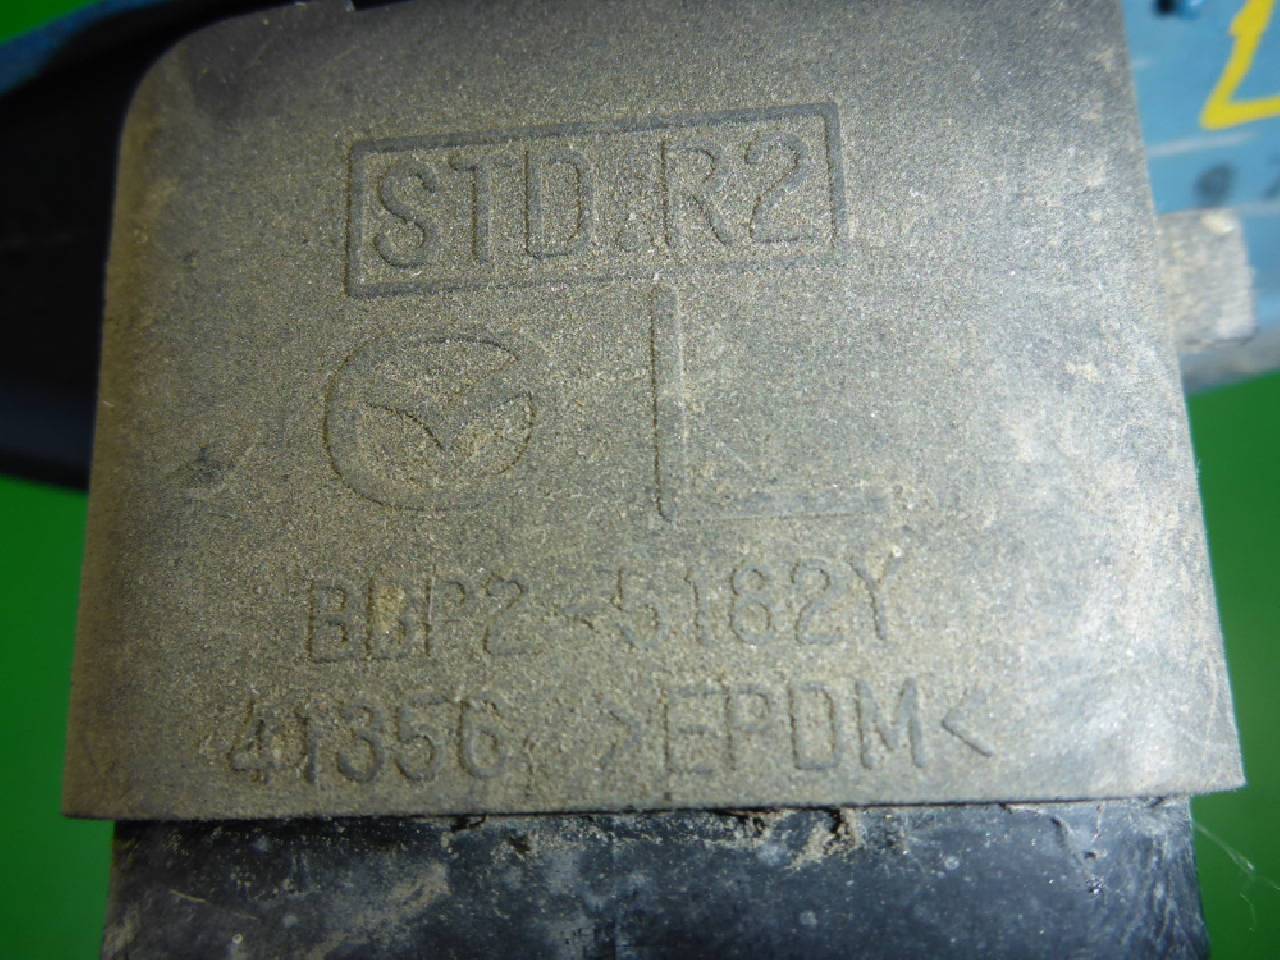 STD:R2
L
BBP2-5182Y
41356 >EPDM<